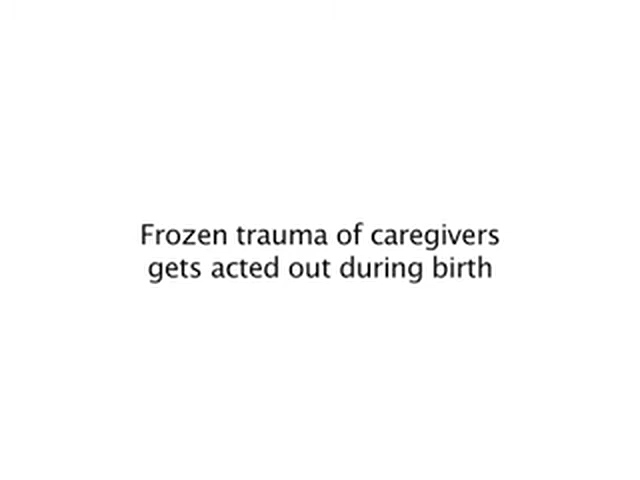 Frozen trauma of caregivers
gets acted out during birth